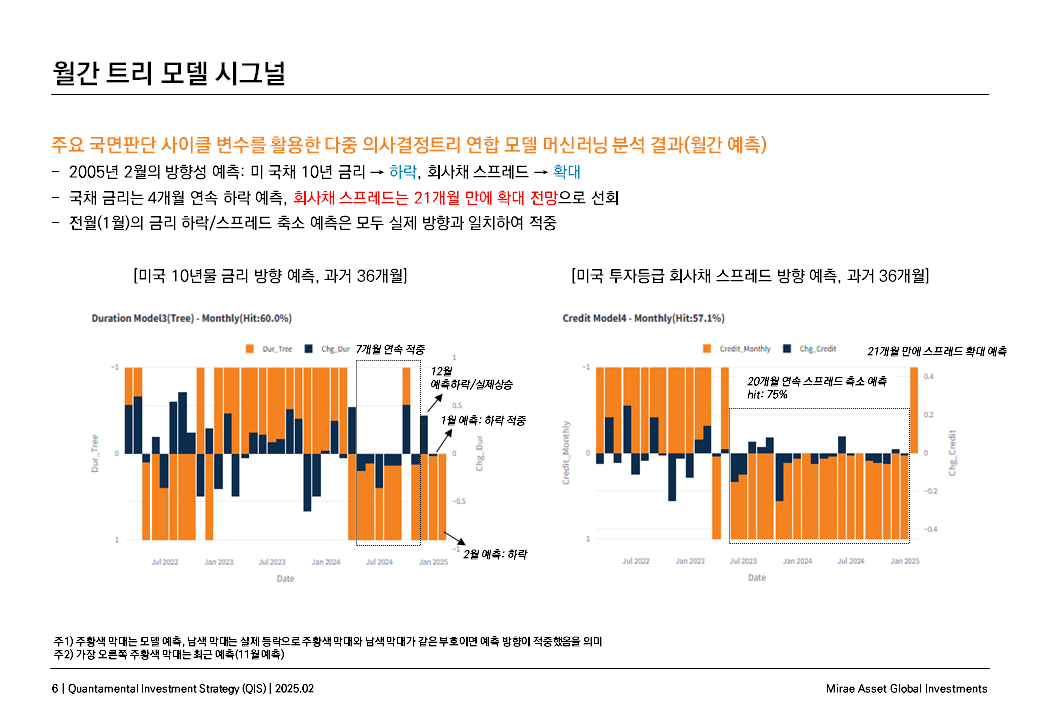 월간 트리 모델 시그널
주요 국면판단 사이클 변수를 활용한 다중 의사결정트리 연합 모델 머신러닝 분석 결과(월간 예측)
- 2005년 2월의 방향성 예측: 미 국채 10년 금리 → 하락, 회사채 스프레드 → 확대
- 국채 금리는 4개월 연속 하락 예측, 회사채 스프레드는 21개월 만에 확대 전망으로 선회
- 전월(1월)의 금리 하락/스프레드 축소 예측은 모두 실제 방향과 일치하여 적중
[미국 10년물 금리 방향 예측, 과거 36개월]
Duration Model3(Tree) - Monthly(Hit:60.0%)
Dur_Tree
Chg_Dur
7개월 연속 적중
12월
예측하락/실제상승
1월 예측: 하락 적중
2월 예측: 하락
Dur_Tree
−1
0
1
Chg_Dur
1
0.5
0
−0.5
−1
Jul 2022
Jan 2023
Jul 2023
Jan 2024
Jul 2024
Jan 2025
Date
[미국 투자등급 회사채 스프레드 방향 예측, 과거 36개월]
Credit Model4 - Monthly(Hit:57.1%)
Credit_Monthly
Chg_Credit
21개월 만에 스프레드 확대 예측
20개월 연속 스프레드 축소 예측
hit: 75%
Credit_Monthly
−1
0
1
Chg_Credit
0.4
0.2
0
−0.2
−0.4
Jul 2022
Jan 2023
Jul 2023
Jan 2024
Jul 2024
Jan 2025
Date
주1) 주황색 막대는 모델 예측, 남색 막대는 실제 등락으로 주황색 막대와 남색 막대가 같은 부호이면 예측 방향이 적중했음을 의미
주2) 가장 오른쪽 주황색 막대는 최근 예측(11월 예측)
6 | Quantamental Investment Strategy (QIS) | 2025.02
Mirae Asset Global Investments